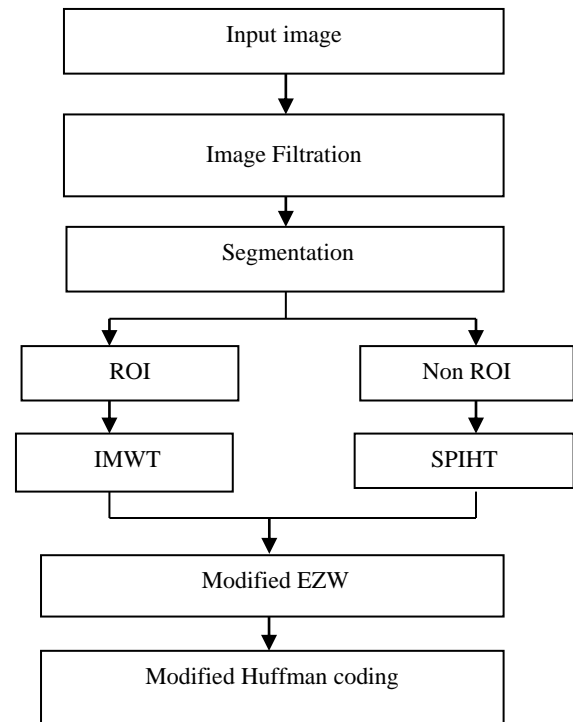 Input image
Image Filtration
Segmentation
ROI
Non ROI
IMWT
SPIHT
Modified EZW
Modified Huffman coding